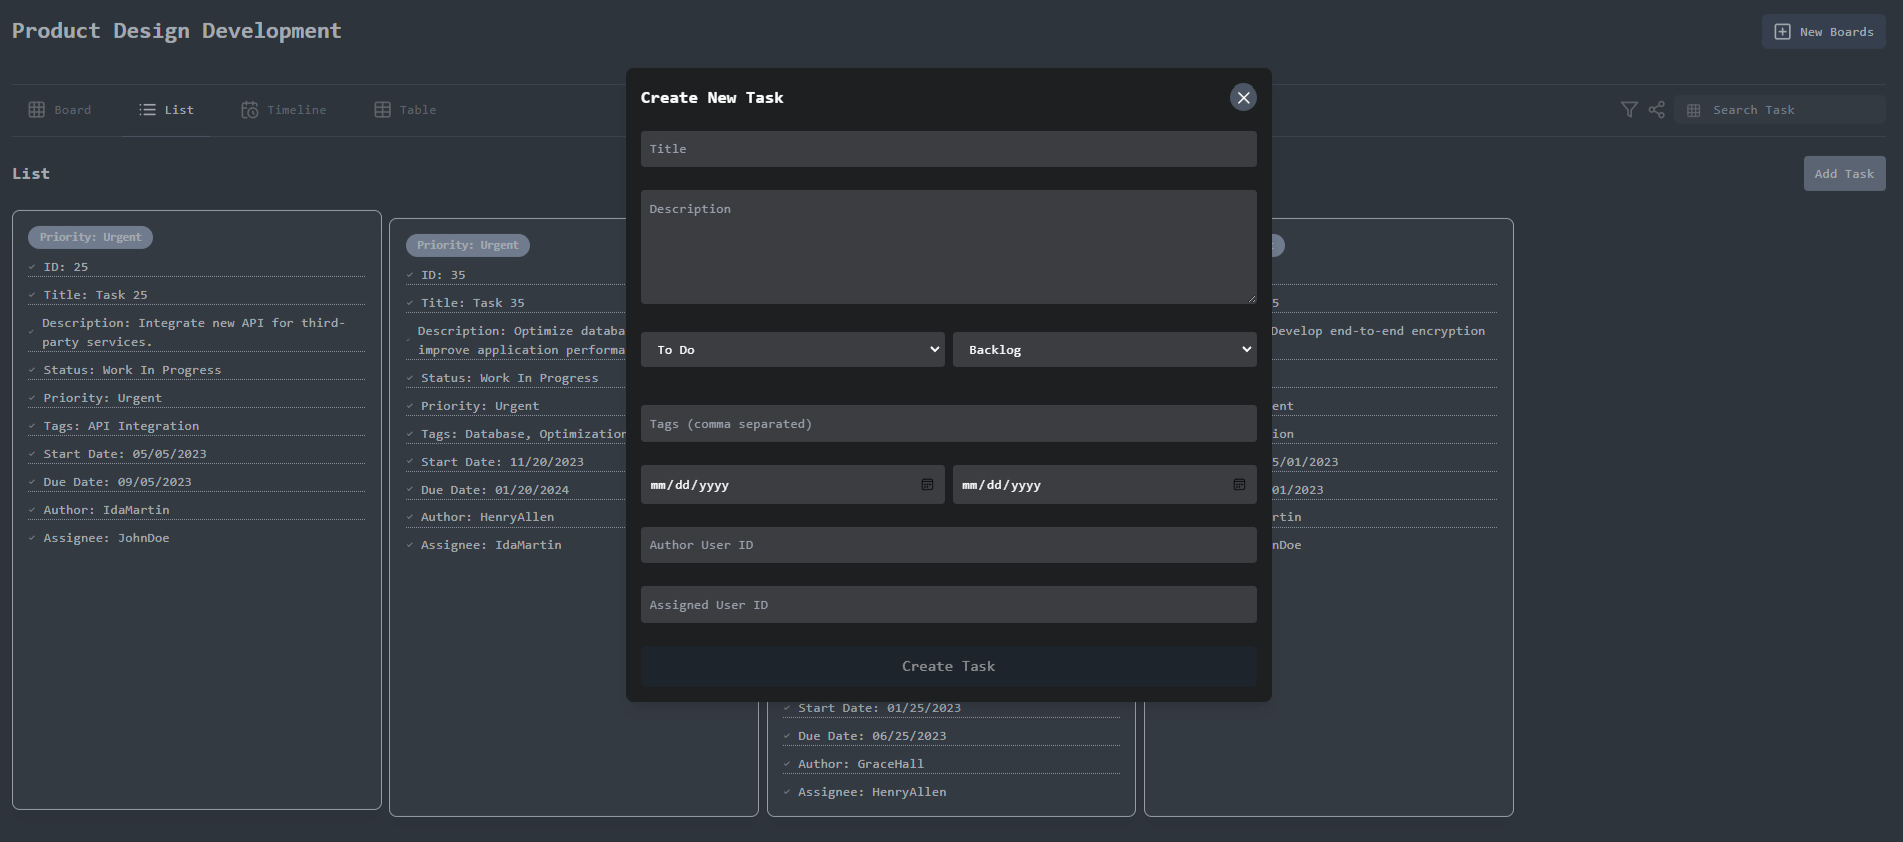 Product Design Development
New Boards
Board
List
Timeline
Table
Search Task
List
Add Task
Priority: Urgent
ID: 25
Title: Task 25
Description: Integrate new API for third-
party services.
Status: Work In Progress
Priority: Urgent
Tags: API Integration
Start Date: 05/05/2023
Due Date: 09/05/2023
Author: IdaMartin
Assignee: JohnDoe
Priority: Urgent
ID: 35
Title: Task 35
Description: Optimize databa
improve application performa
Status: Work In Progress
Priority: Urgent
Tags: Database, Optimization
Start Date: 11/20/2023
Due Date: 01/20/2024
Author: HenryAllen
Assignee: IdaMartin
Create New Task
Title
Description
To Do
Backlog
Tags (comma separated)
mm/dd/yyyy
mm/dd/yyyy
Author User ID
Assigned User ID
Create Task
Start Date: 01/25/2023
Due Date: 06/25/2023
Author: GraceHall
Assignee: HenryAllen
5
Develop end-to-end encryption
ent
ion
5/01/2023
01/2023
rtin
nDoe